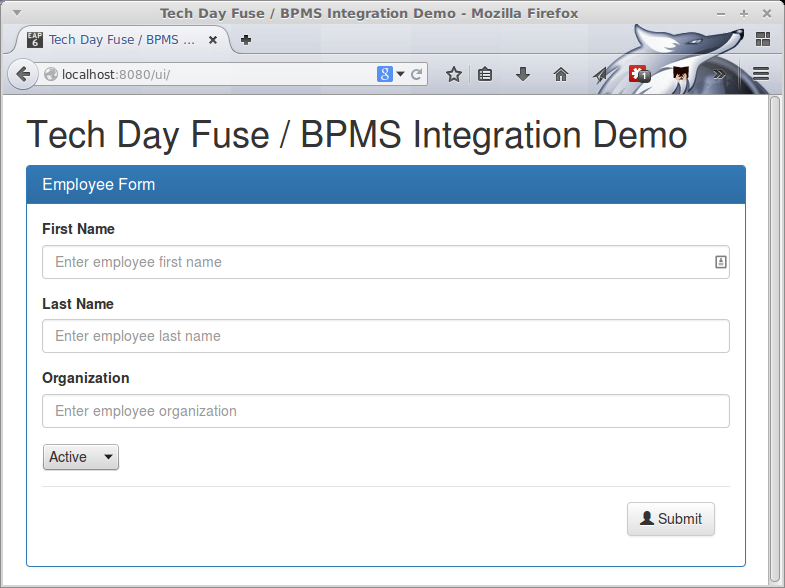 Tech Day Fuse / BPMS Integration Demo - Mozilla Firefox
EAP 6
Tech Day Fuse / BPMS ...
localhost:8080/ui/
8
1
Tech Day Fuse / BPMS Integration Demo
Employee Form
First Name
Enter employee first name
Last Name
Enter employee last name
Organization
Enter employee organization
Active
Submit